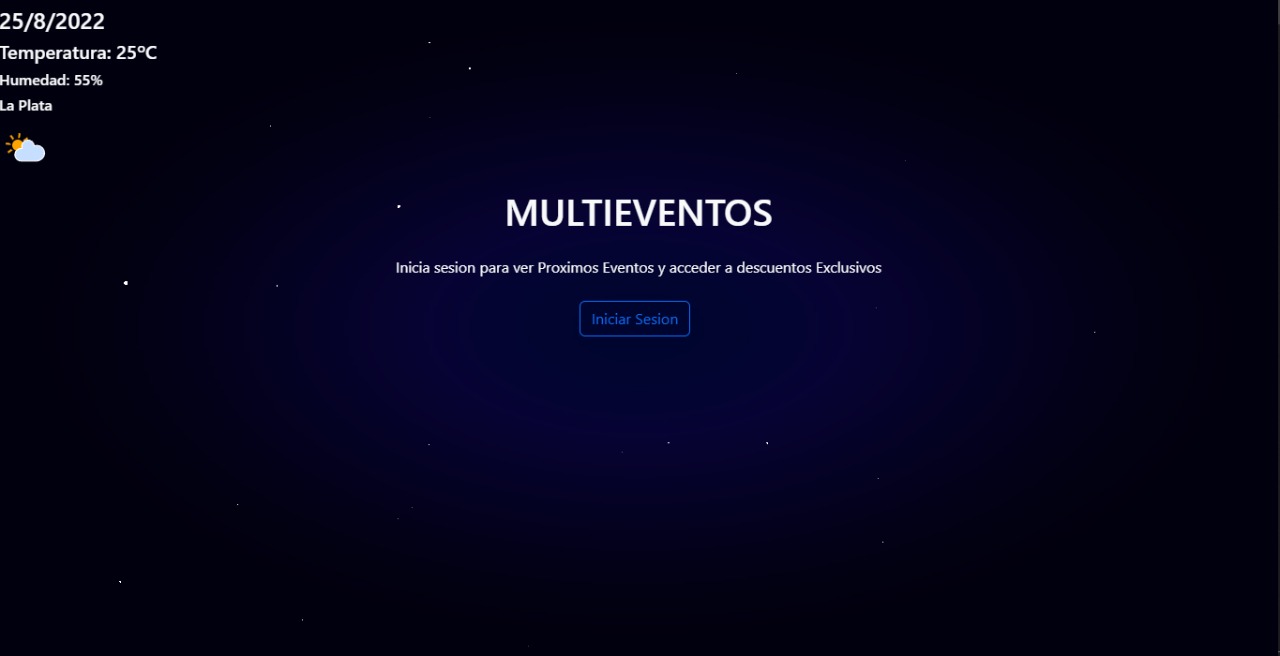 25/8/2022
Temperatura: 25°C
Humedad: 55%
La Plata
MULTIEVENTOS
Inicia sesion para ver Proximos Eventos y acceder a descuentos Exclusivos
Iniciar Sesion